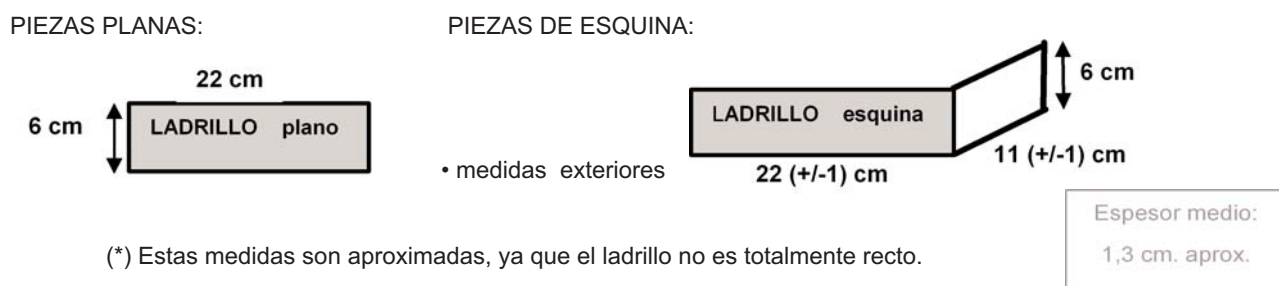 PIEZAS PLANAS:
PIEZAS DE ESQUINA:
22 cm
6 cm
LADRILLO plano
6 cm
LADRILLO esquina
11 (+/-1) cm
• medidas exteriores
22 (+/-1) cm
Espesor medio:
1,3 cm. aprox.
(*) Estas medidas son aproximadas, ya que el ladrillo no es totalmente recto.